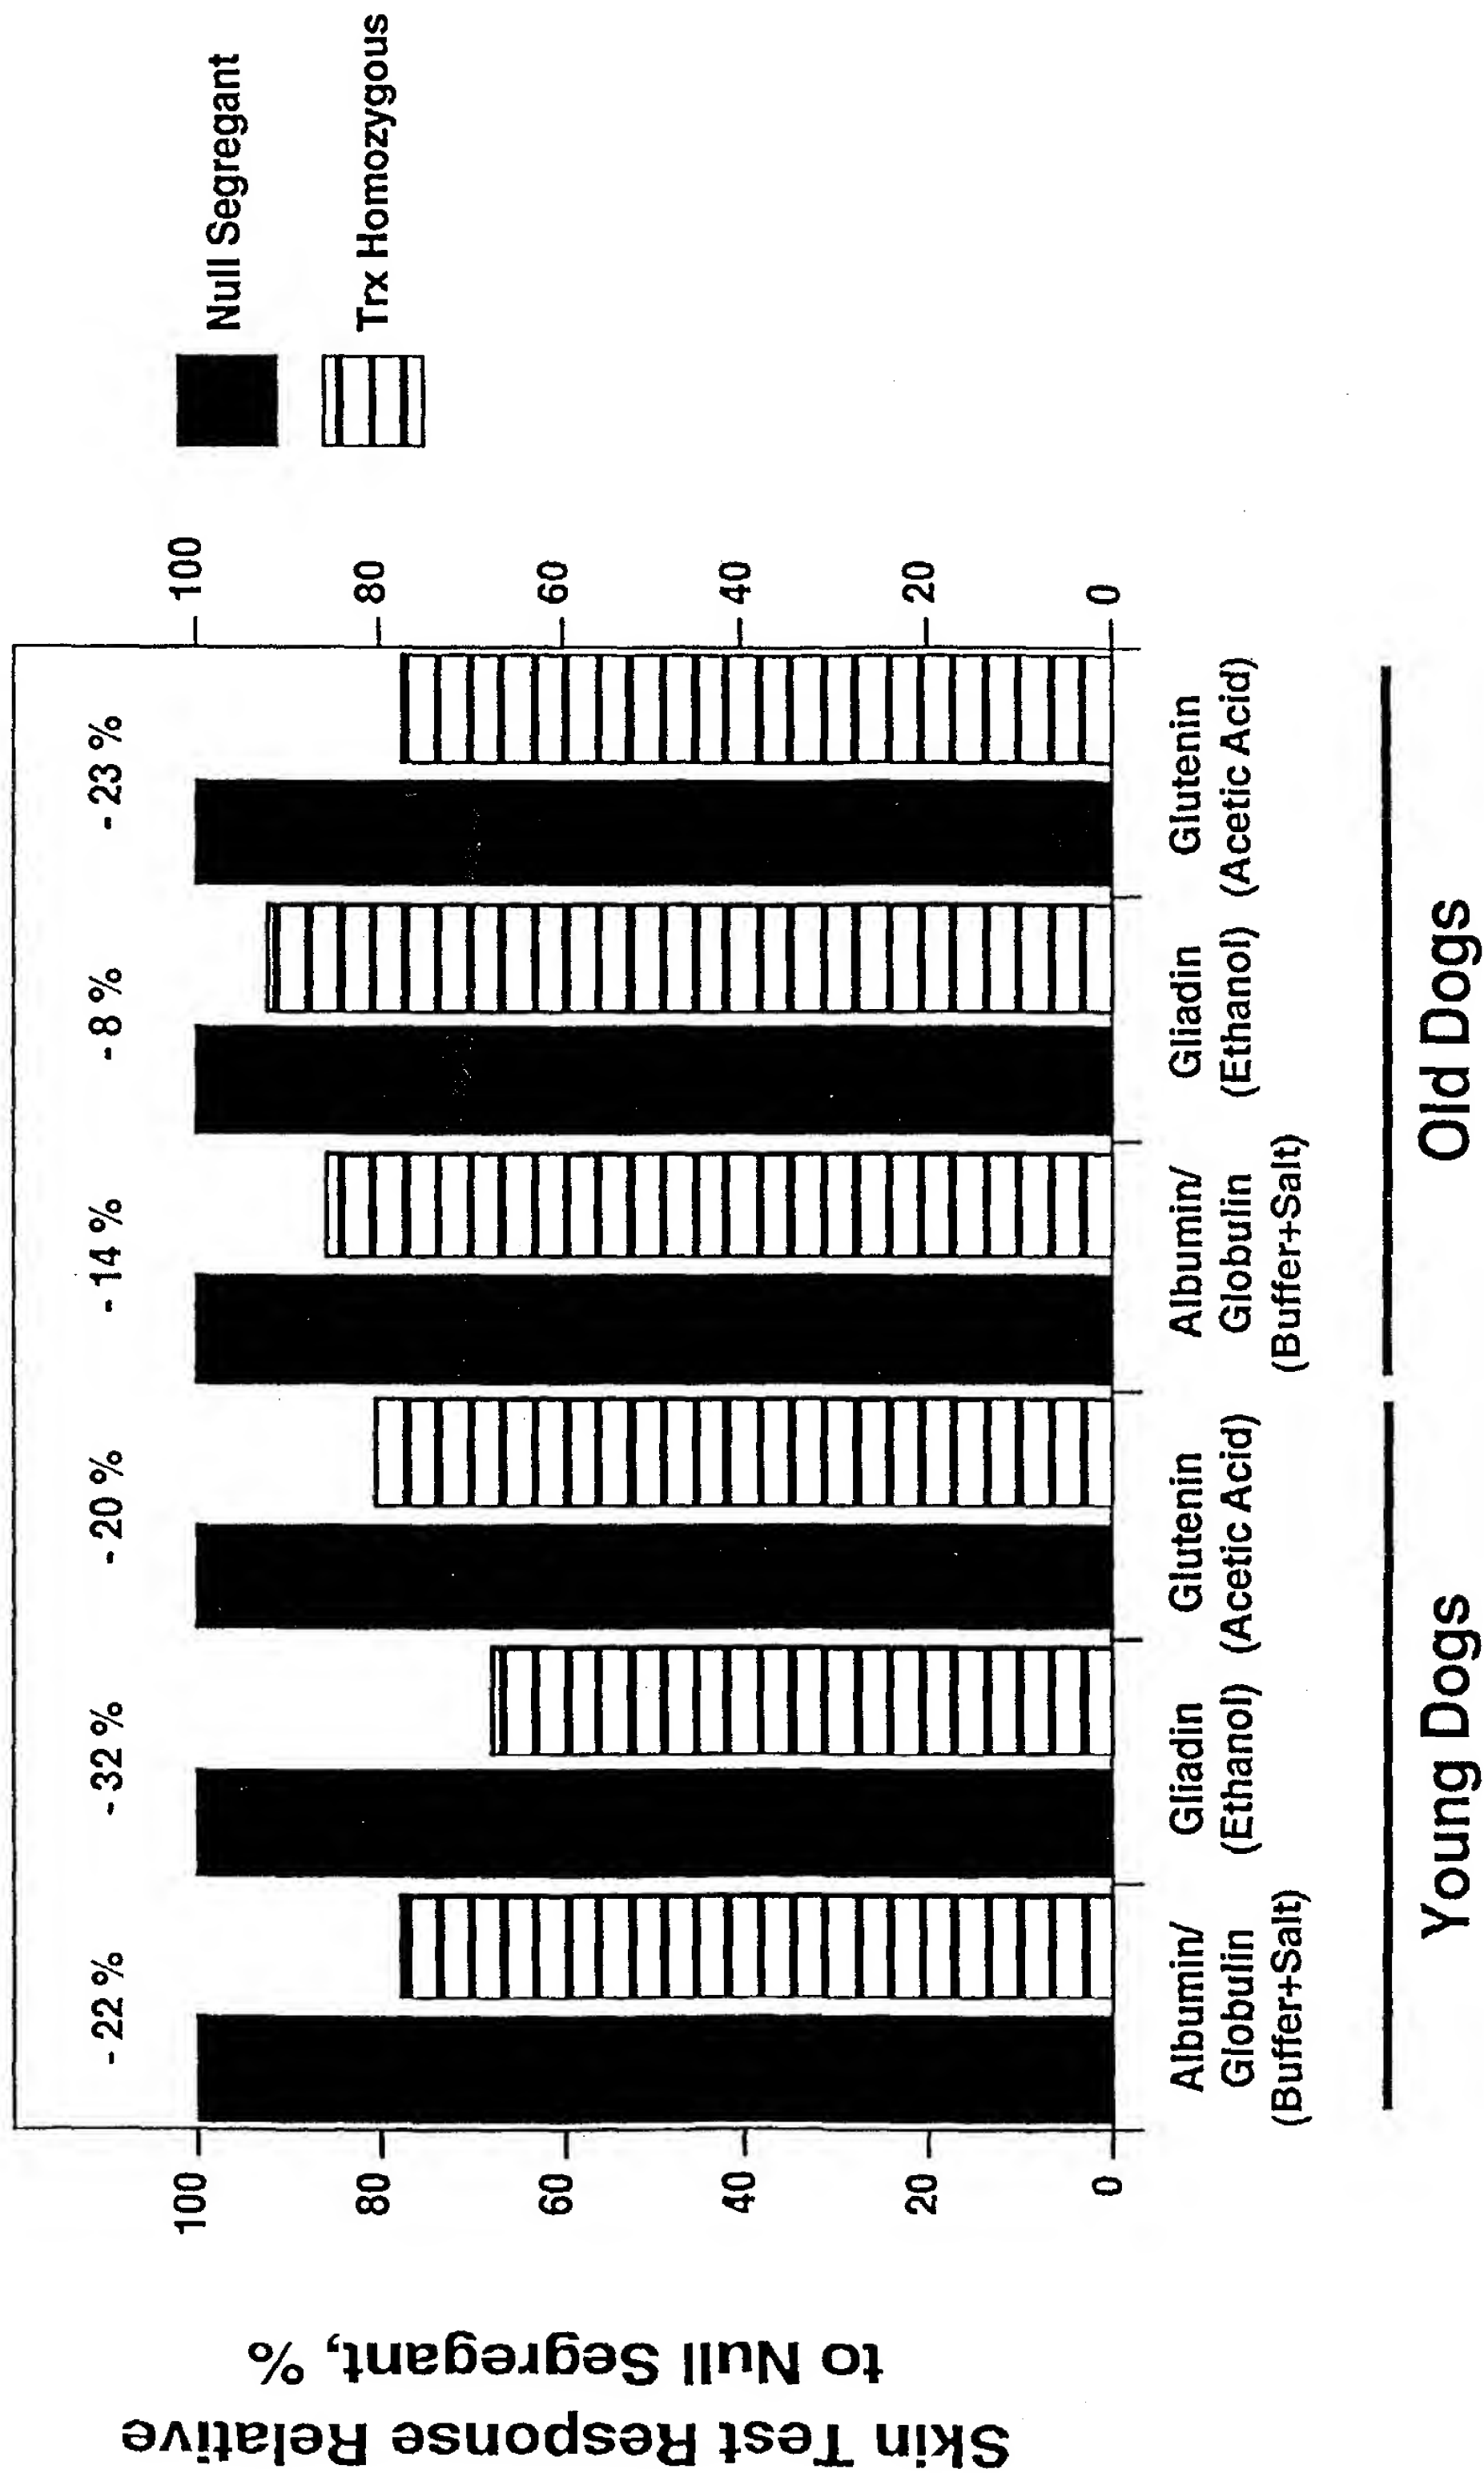 Null Segregant
Trx Homozygous
Skin Test Response Relative
to Null Segregant, %
100
80
60
40
20
0
- 22 %
- 32 %
- 20 %
- 14 %
- 8 %
- 23 %
100
80
60
40
20
0
Albumin/
Globulin
(Buffer+Salt)
Gliadin
(Ethanol)
Glutenin
(Acetic Acid)
Albumin/
Globulin
(Buffer+Salt)
Gliadin
(Ethanol)
Glutenin
(Acetic Acid)
Young Dogs
Old Dogs